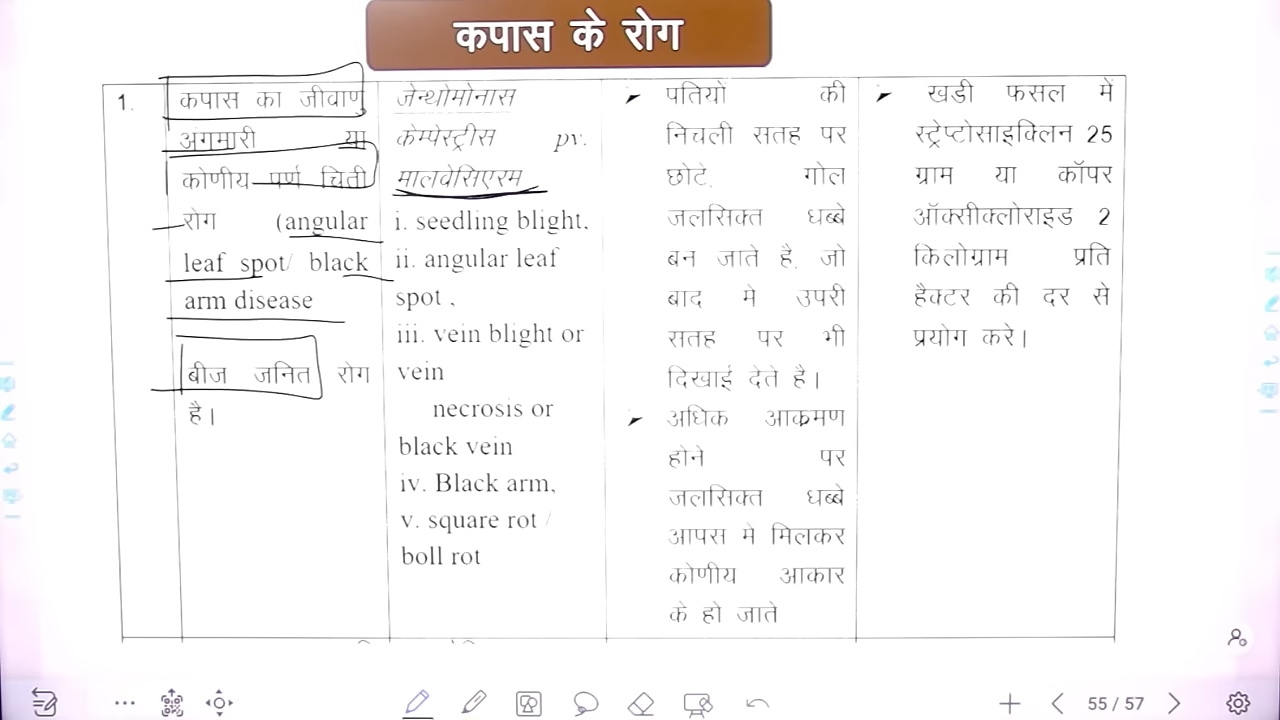 कपास के रोग
1.
कपास का जीवाणु
अंगमारी या
कोणीय पर्ण चिती
रोग (angular
leaf spot/ black
arm disease
बीज जनित रोग
है।
जेन्थोमोनास
केम्पेस्ट्रीस pv.
मालवेसिएरम
i. seedling blight,
ii. angular leaf
spot ,
iii. vein blight or
vein
necrosis or
black vein
iv. Black arm,
v. square rot /
boll rot
➤ पतियों की
निचली सतह पर
छोटे, गोल
जलसिक्त धब्बे
बन जाते है, जो
बाद मे उपरी
सतह पर भी
दिखाई देते है।
➤ अधिक आक्रमण
होने पर
जलसिक्त धब्बे
आपस मे मिलकर
कोणीय आकार
के हो जाते
➤ खडी फसल में
स्ट्रेप्टोसाइक्लिन 25
ग्राम या कॉपर
ऑक्सीक्लोराइड 2
किलोग्राम प्रति
हैक्टर की दर से
प्रयोग करे।
55 / 57